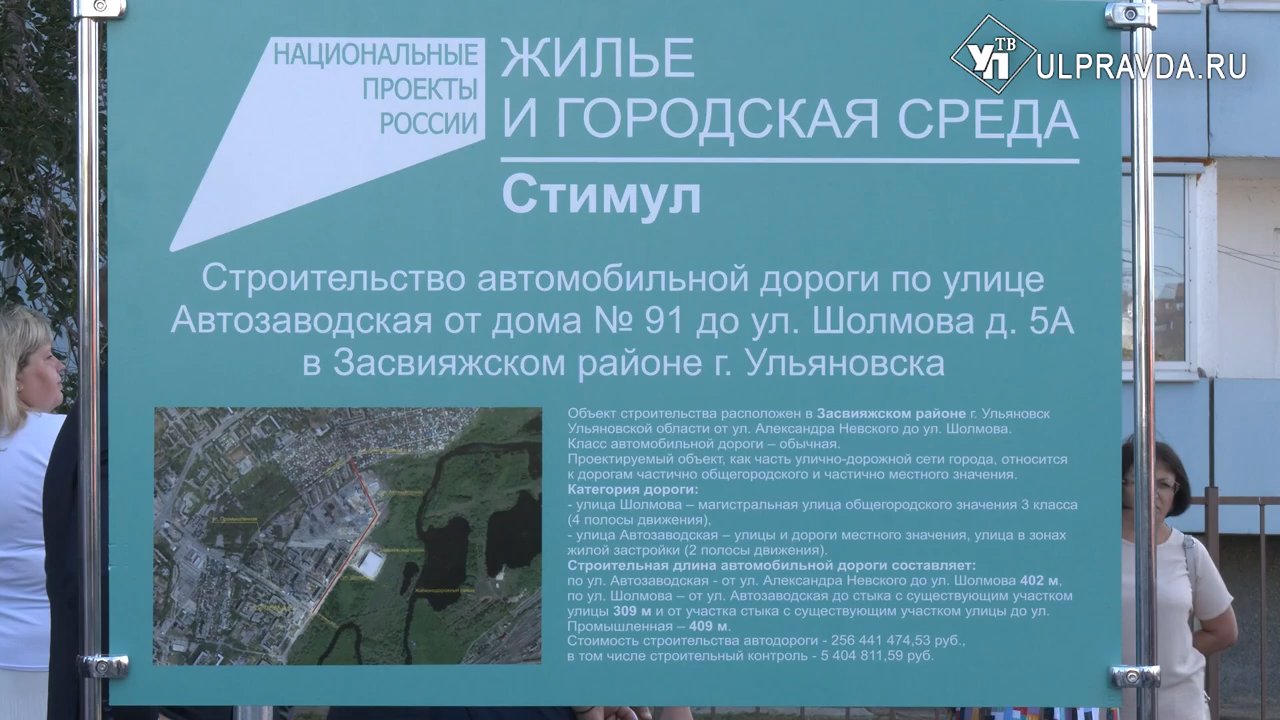 НАЦИОНАЛЬНЫЕ
ПРОЕКТЫ
РОССИИ
ЖИЛЬЕ
И ГОРОДСКАЯ СРЕДА
Стимул
УП ТВ ULPRAVDA.RU
Строительство автомобильной дороги по улице
Автозаводская от дома № 91 до ул. Шолмова д. 5А
в Засвияжском районе г. Ульяновска
Объект строительства расположен в Засвияжском районе г. Ульяновск
Ульяновской области от ул. Александра Невского до ул. Шолмова.
Класс автомобильной дороги – обычная.
Проектируемый объект, как часть улично-дорожной сети города, относится
к дорогам частично общегородского и частично местного значения.
Категория дороги:
- улица Шолмова – магистральная улица общегородского значения 3 класса
(4 полосы движения),
- улица Автозаводская – улицы и дороги местного значения, улица в зонах
жилой застройки (2 полосы движения).
Строительная длина автомобильной дороги составляет:
по ул. Автозаводская - от ул. Александра Невского до ул. Шолмова 402 м,
по ул. Шолмова – от ул. Автозаводская до стыка с существующим участком
улицы 309 м и от участка стыка с существующим участком улицы до ул.
Промышленная – 409 м.
Стоимость строительства автодороги - 256 441 474,53 руб.,
в том числе строительный контроль - 5 404 811,59 руб.